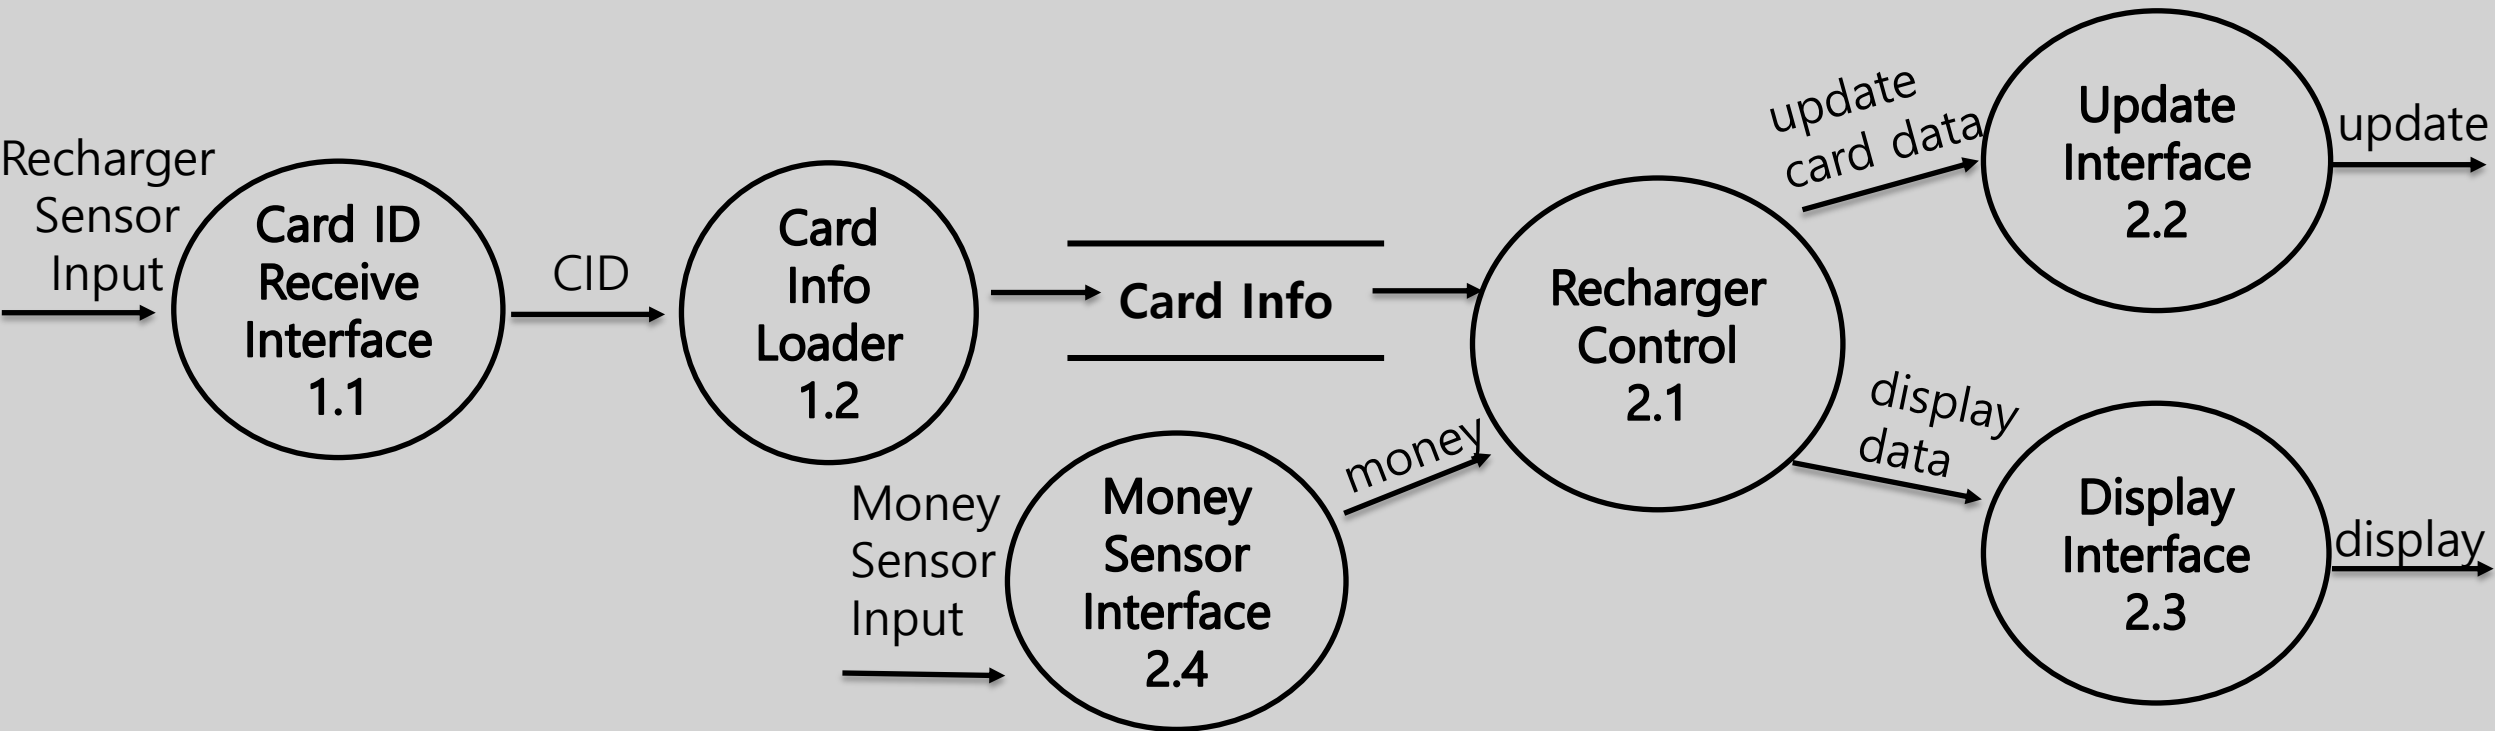 Recharger
Sensor
Input
Card ID
Receive
Interface
1.1
CID
Card
Info
Loader
1.2
Card Info
Money
Sensor
Input
Money
Sensor
Interface
2.4
money
Recharger
Control
2.1
update
card data
Update
Interface
2.2
update
display
data
Display
Interface
2.3
display